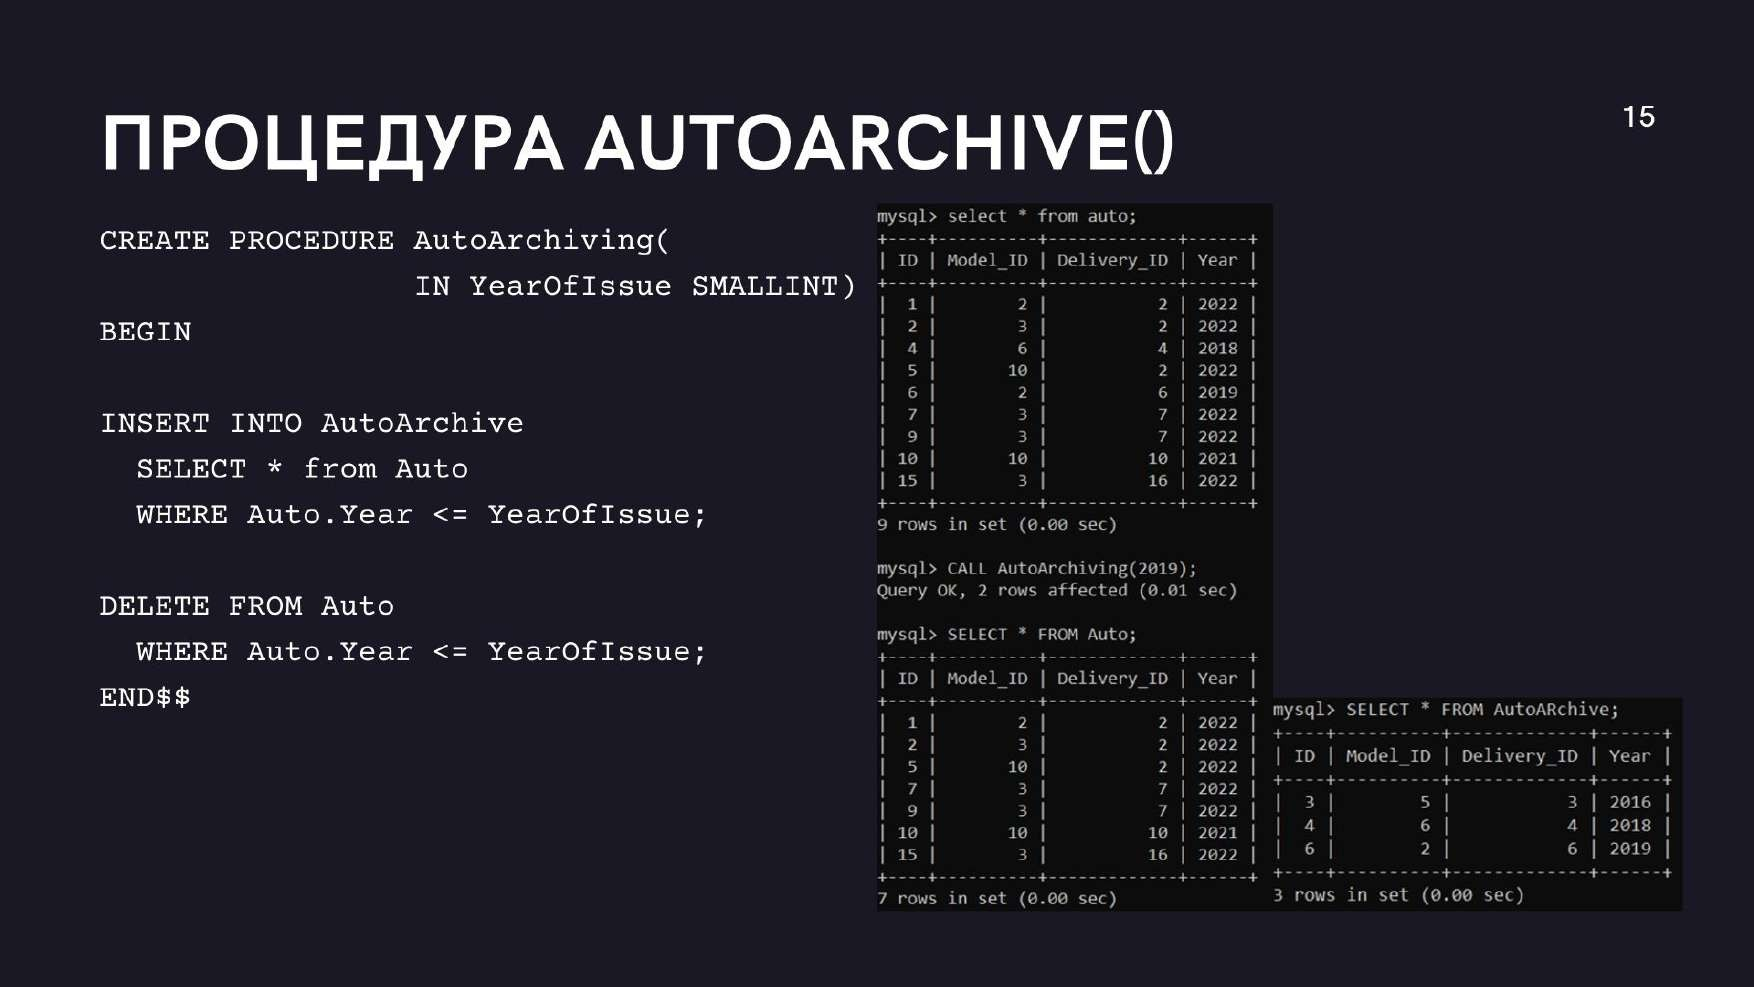 ПРОЦЕДУРА AUTOARCHIVE()
15
CREATE PROCEDURE AutoArchiving(
IN YearOfIssue SMALLINT)
BEGIN
INSERT INTO AutoArchive
SELECT * from Auto
WHERE Auto.Year <= YearOfIssue;
DELETE FROM Auto
WHERE Auto.Year <= YearOfIssue;
END$$
mysql> select * from auto;
+----+----------+-------------+------+
| ID | Model_ID | Delivery_ID | Year |
+----+----------+-------------+------+
|  1 |        2 |           2 | 2022 |
|  2 |        3 |           2 | 2022 |
|  4 |        6 |           4 | 2018 |
|  5 |       10 |           2 | 2022 |
|  6 |        2 |           6 | 2019 |
|  7 |        3 |           7 | 2022 |
|  9 |        3 |           7 | 2022 |
| 10 |       10 |          10 | 2021 |
| 15 |        3 |          16 | 2022 |
+----+----------+-------------+------+
9 rows in set (0.00 sec)
mysql> CALL AutoArchiving(2019);
Query OK, 2 rows affected (0.01 sec)
mysql> SELECT * FROM Auto;
+----+----------+-------------+------+
| ID | Model_ID | Delivery_ID | Year |
+----+----------+-------------+------+
|  1 |        2 |           2 | 2022 |
|  2 |        3 |           2 | 2022 |
|  5 |       10 |           2 | 2022 |
|  7 |        3 |           7 | 2022 |
|  9 |        3 |           7 | 2022 |
| 10 |       10 |          10 | 2021 |
| 15 |        3 |          16 | 2022 |
+----+----------+-------------+------+
7 rows in set (0.00 sec)
mysql> SELECT * FROM AutoARchive;
+----+----------+-------------+------+
| ID | Model_ID | Delivery_ID | Year |
+----+----------+-------------+------+
|  3 |        5 |           3 | 2016 |
|  4 |        6 |           4 | 2018 |
|  6 |        2 |           6 | 2019 |
+----+----------+-------------+------+
3 rows in set (0.00 sec)